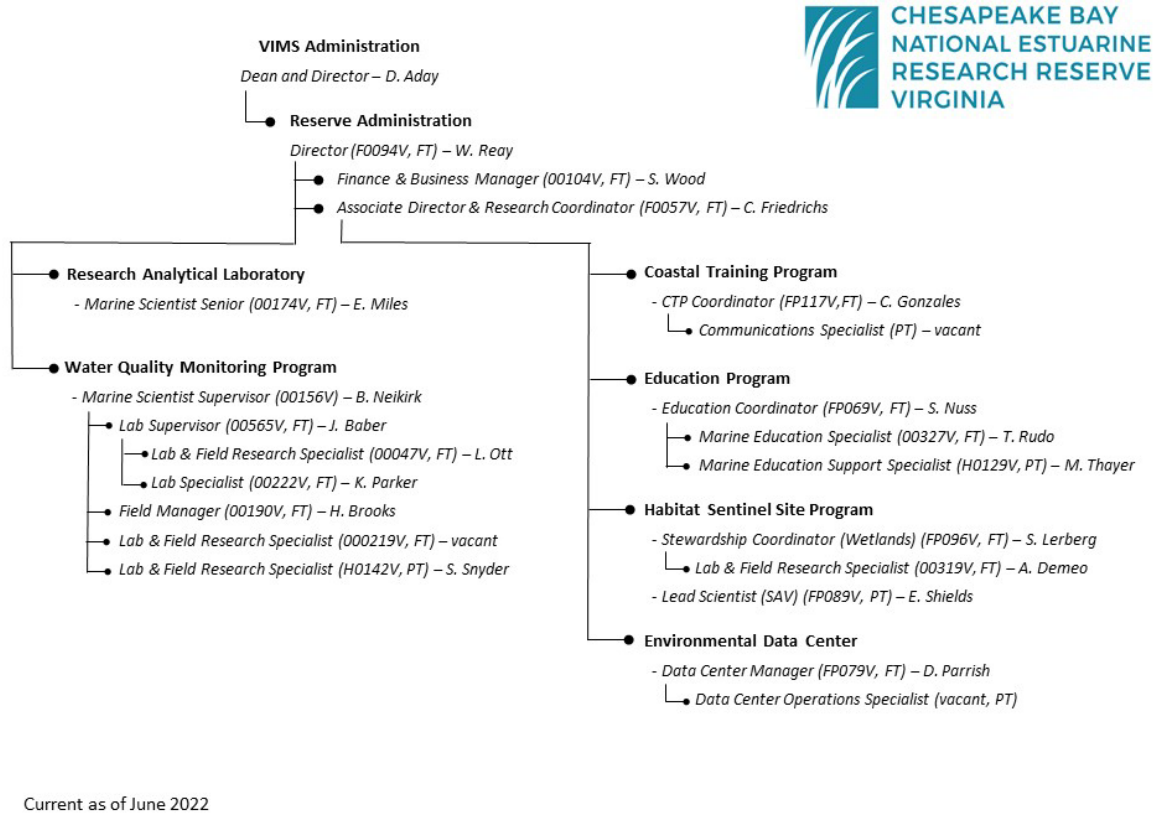 CHESAPEAKE BAY
NATIONAL ESTUARINE
RESEARCH RESERVE
VIRGINIA
VIMS Administration
Dean and Director – D. Aday
Reserve Administration
Director (F0094V, FT) – W. Reay
Finance & Business Manager (00104V, FT) – S. Wood
Associate Director & Research Coordinator (F0057V, FT) – C. Friedrichs
Research Analytical Laboratory
- Marine Scientist Senior (00174V, FT) – E. Miles
Water Quality Monitoring Program
- Marine Scientist Supervisor (00156V) – B. Neikirk
Lab Supervisor (00565V, FT) – J. Baber
Lab & Field Research Specialist (00047V, FT) – L. Ott
Lab Specialist (00222V, FT) – K. Parker
Field Manager (00190V, FT) – H. Brooks
Lab & Field Research Specialist (000219V, FT) – vacant
Lab & Field Research Specialist (H0142V, PT) – S. Snyder
Coastal Training Program
- CTP Coordinator (FP117V,FT) – C. Gonzales
Communications Specialist (PT) – vacant
Education Program
- Education Coordinator (FP069V, FT) – S. Nuss
Marine Education Specialist (00327V, FT) – T. Rudo
Marine Education Support Specialist (H0129V, PT) – M. Thayer
Habitat Sentinel Site Program
- Stewardship Coordinator (Wetlands) (FP096V, FT) – S. Lerberg
Lab & Field Research Specialist (00319V, FT) – A. Demeo
- Lead Scientist (SAV) (FP089V, PT) – E. Shields
Environmental Data Center
- Data Center Manager (FP079V, FT) – D. Parrish
Data Center Operations Specialist (vacant, PT)
Current as of June 2022